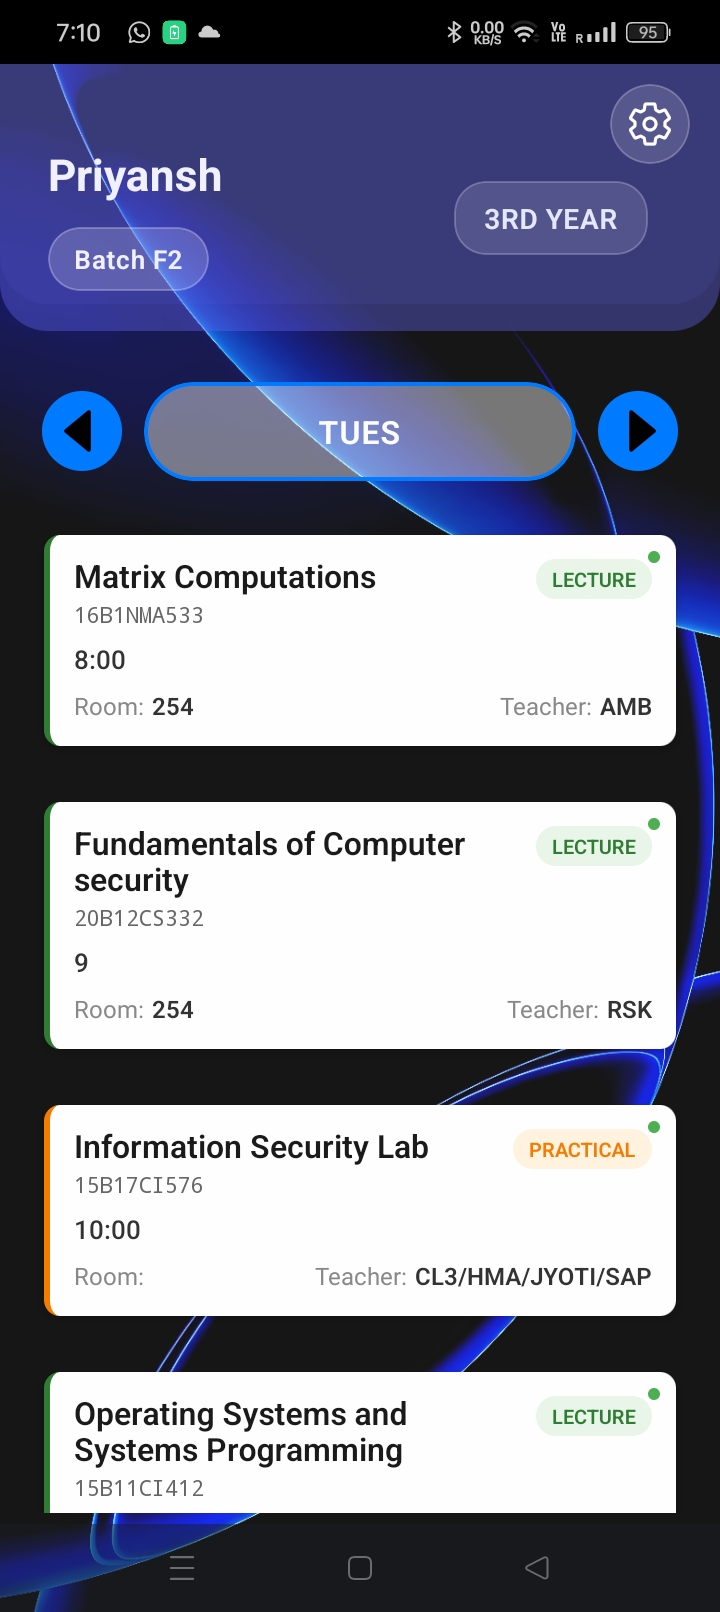 7:10
0.00
KB/S
Vo
LTE
R
95
Priyansh
3RD YEAR
Batch F2
TUES
Matrix Computations
LECTURE
16B1NMA533
8:00
Room: 254
Teacher: AMB
Fundamentals of Computer
security
LECTURE
20B12CS332
9
Room: 254
Teacher: RSK
Information Security Lab
PRACTICAL
15B17CI576
10:00
Room:
Teacher: CL3/HMA/JYOTI/SAP
Operating Systems and
Systems Programming
LECTURE
15B11CI412